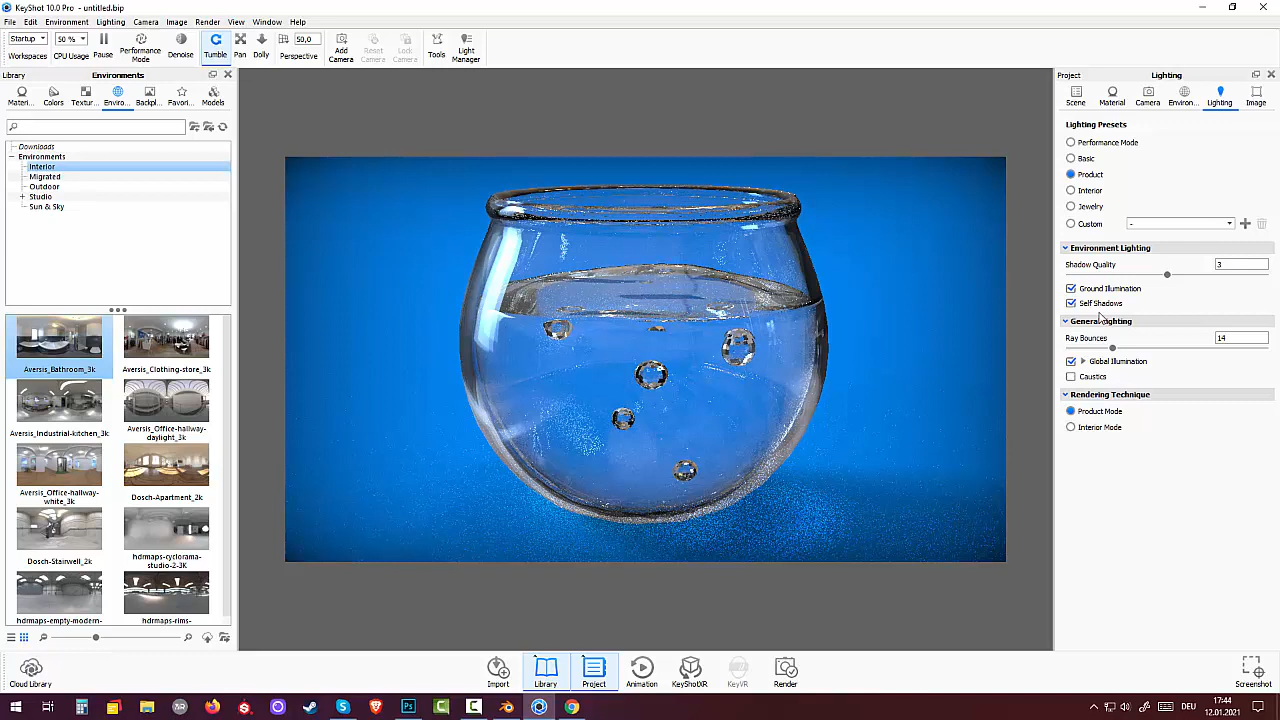 KeyShot 10.0 Pro - untitled.bip
File Edit Environment Lighting Camera Image Render View Window Help
Startup 50 % 50,0
Workspaces CPU Usage Pause Performance Mode Denoise Tumble Pan Dolly Perspective Add Camera Reset Camera Lock Camera Tools Light Manager
Library Environments
Materi... Colors Textur... Enviro... Backpl... Favori... Models
Downloads
Environments
Interior
Migrated
Outdoor
Studio
Sun & Sky
Aversis_Bathroom_3k Aversis_Clothing-store_3k
Aversis_Industrial-kitchen_3k Aversis_Office-hallway-daylight_3k
Aversis_Office-hallway-white_3k Dosch-Apartment_2k
Dosch-Stairwell_2k hdrmaps-cyclorama-studio-2-3K
hdrmaps-empty-modern- hdrmaps-rims-
Project Lighting
Scene Material Camera Environ... Lighting Image
Lighting Presets
Performance Mode
Basic
Product
Interior
Jewelry
Custom -
Environment Lighting
Shadow Quality 3
Ground Illumination
Self Shadows
General Lighting
Ray Bounces 14
Global Illumination
Caustics
Rendering Technique
Product Mode
Interior Mode
Cloud Library Import Library Project Animation KeyShotXR KeyVR Render Screenshot
Ps
DEU
17:44
12.01.2021